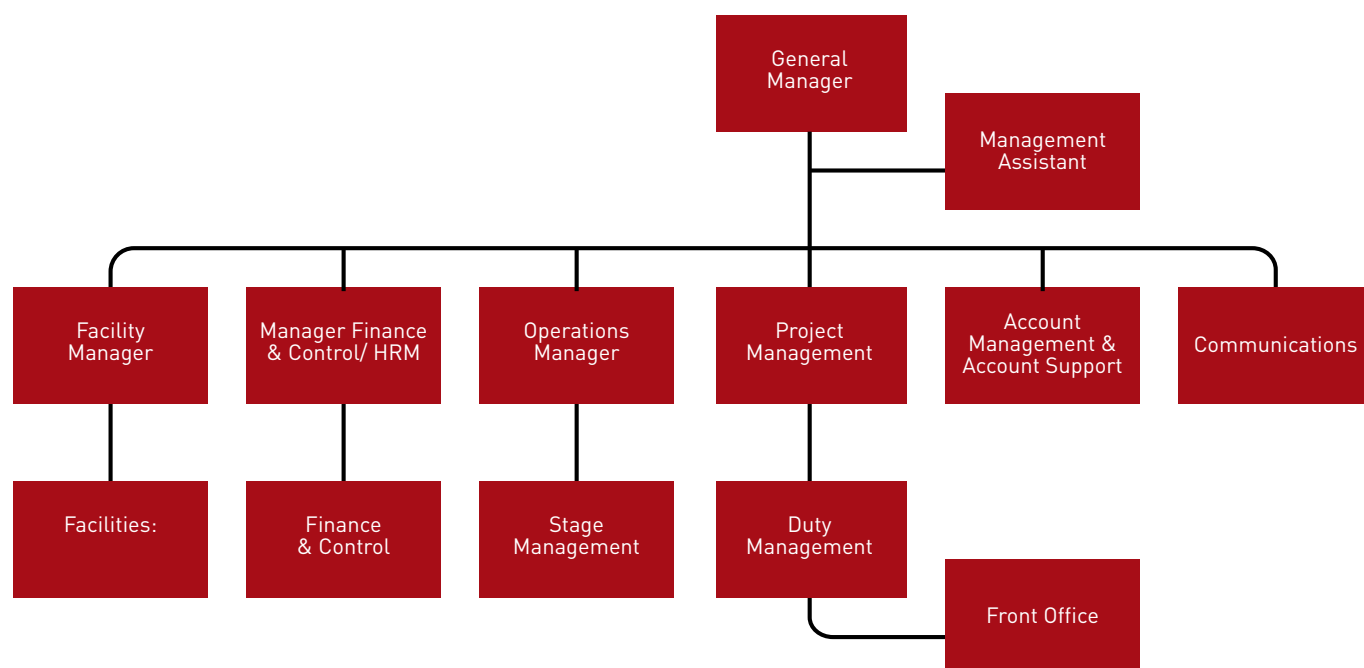 General
Manager
Management
Assistant
Facility
Manager
Manager Finance
& Control/ HRM
Operations
Manager
Project
Management
Account
Management &
Account Support
Communications
Facilities:
Finance
& Control
Stage
Management
Duty
Management
Front Office